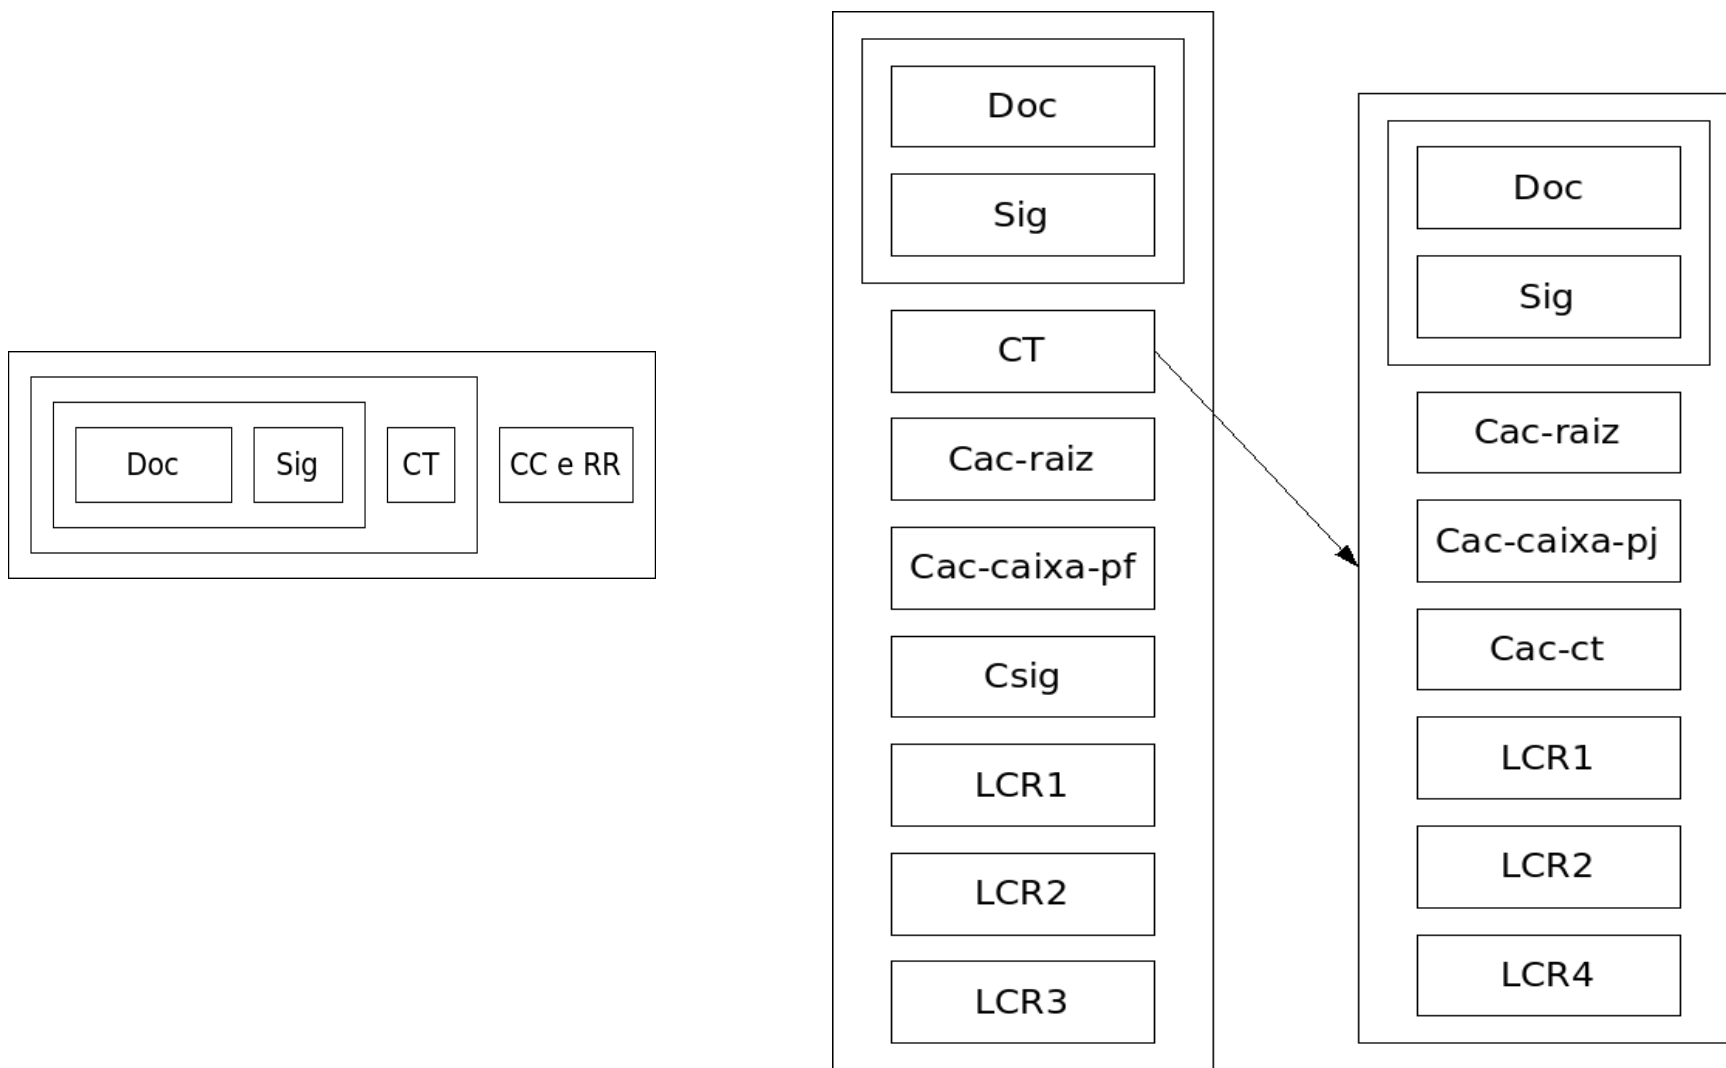 Doc
Sig
CT
CC e RR
Doc
Sig
CT
Cac-raiz
Cac-caixa-pf
Csig
LCR1
LCR2
LCR3
Doc
Sig
Cac-raiz
Cac-caixa-pj
Cac-ct
LCR1
LCR2
LCR4